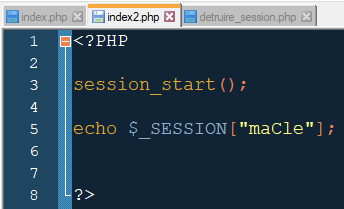 index.php index2.php detruire_session.php
1 <?PHP
2
3 session_start();
4
5 echo $_SESSION["maCle"];
6
7
8 ?>